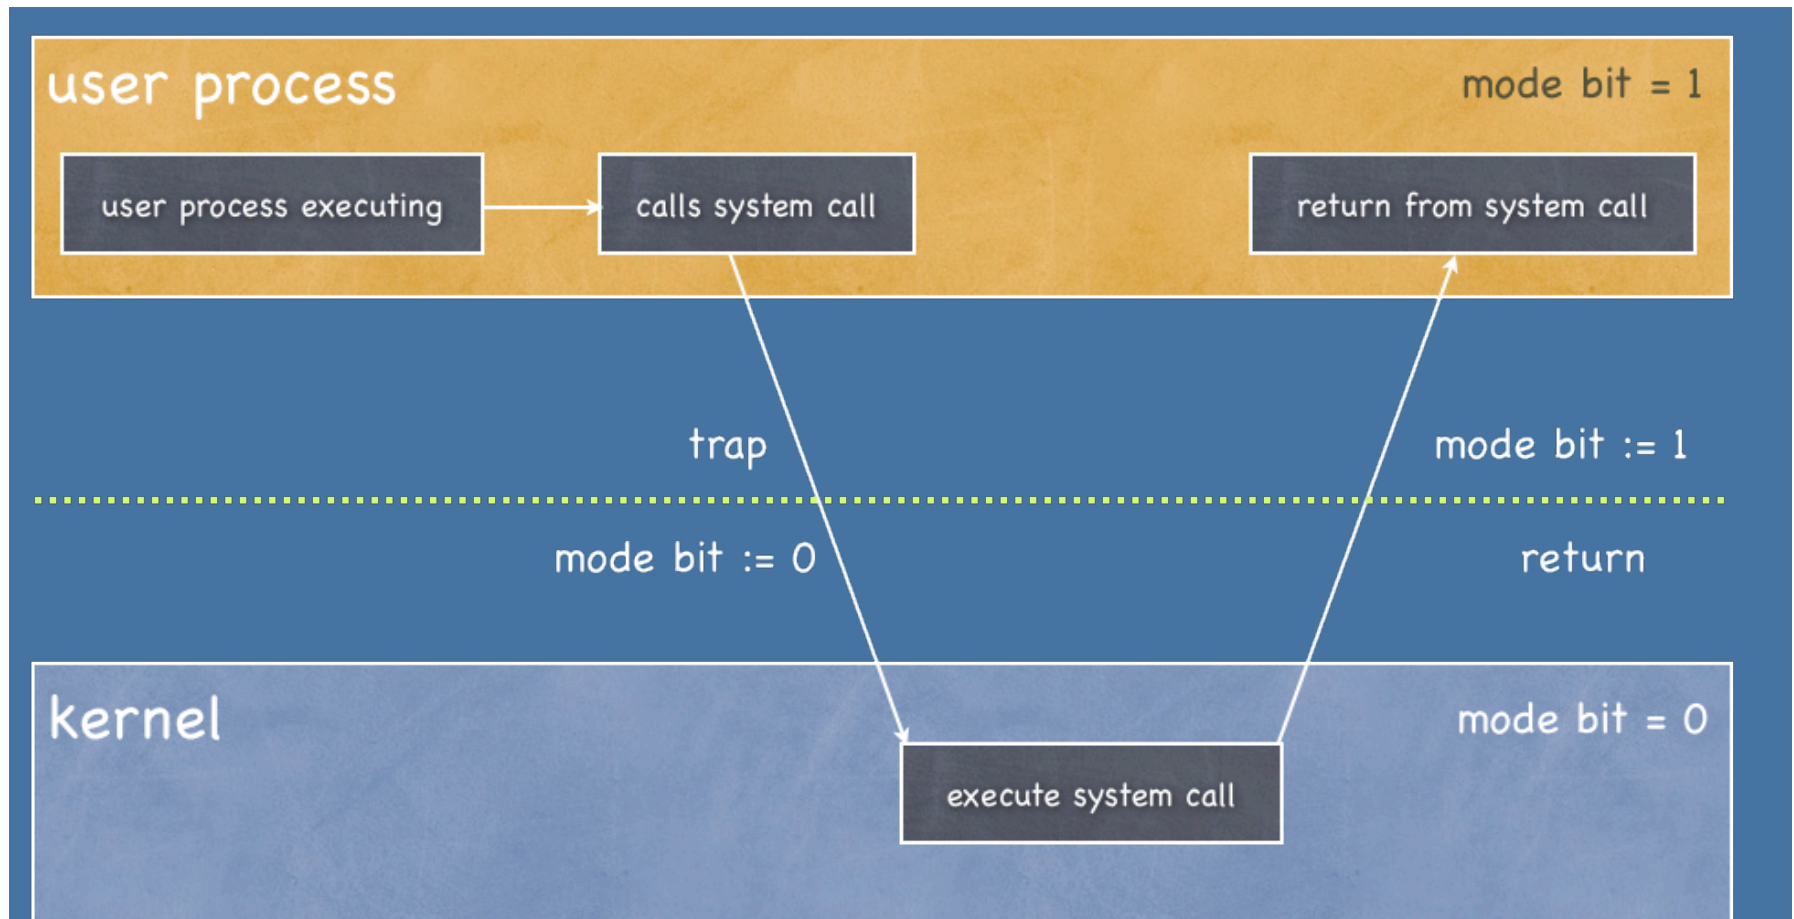 user process
mode bit = 1
user process executing
calls system call
return from system call
trap
mode bit := 1
mode bit := 0
return
kernel
mode bit = 0
execute system call